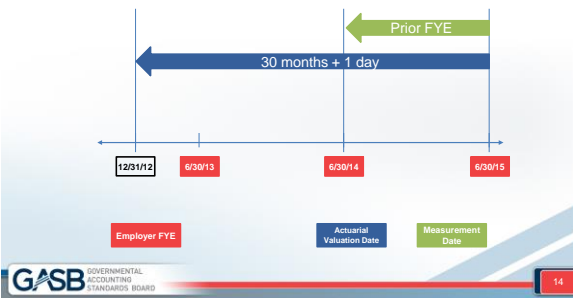 Prior FYE
30 months + 1 day
12/31/12
6/30/13
6/30/14
6/30/15
Employer FYE
Actuarial
Valuation Date
Measurement
Date
GASB
GOVERNMENTAL
ACCOUNTING
STANDARDS BOARD
14